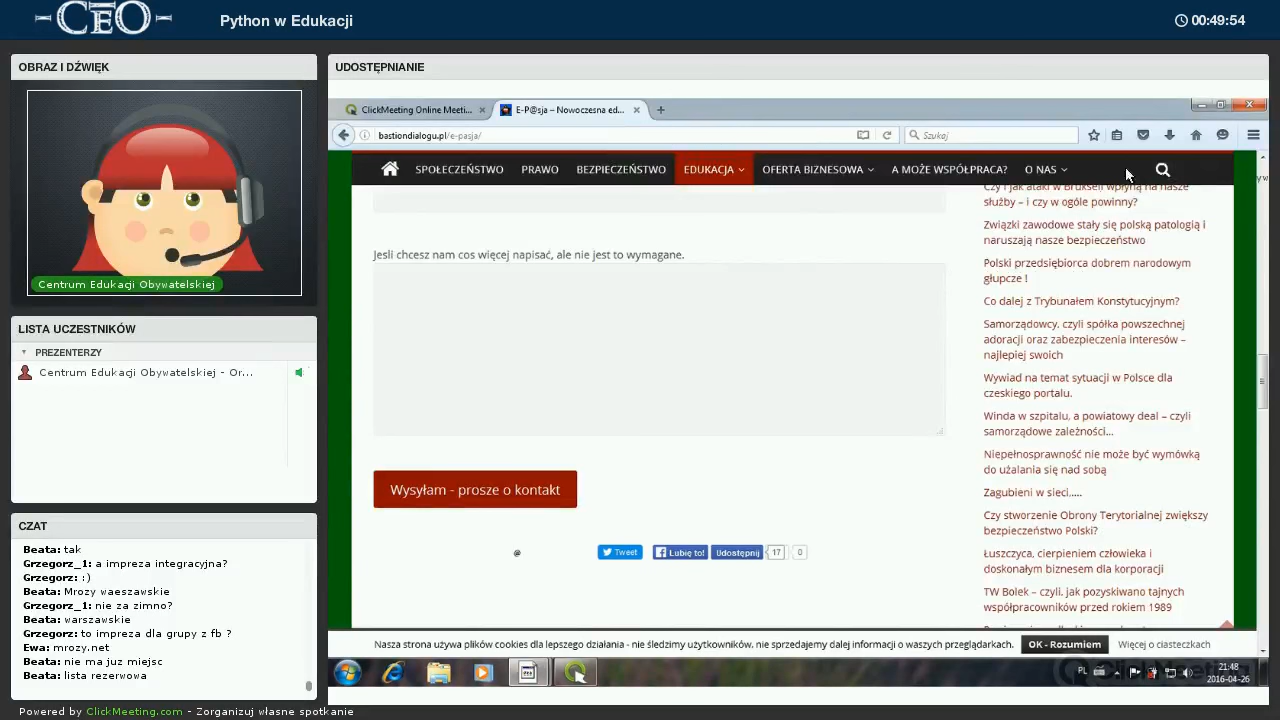 CEO
Python w Edukacji
00:49:54
OBRAZ I DŹWIĘK
Centrum Edukacji Obywatelskiej
LISTA UCZESTNIKÓW
PREZENTERZY
Centrum Edukacji Obywatelskiej - Or...
CZAT
Beata: tak
Grzegorz_1: a impreza integracyjna?
Grzegorz: :)
Beata: Mrozy waeszawskie
Grzegorz_1: nie za zimno?
Beata: warszawskie
Grzegorz: to impreza dla grupy z fb ?
Ewa: mrozy.net
Beata: nie ma juz miejsc
Beata: lista rezerwowa
UDOSTĘPNIANIE
ClickMeeting Online Meeti...
E-P@sja – Nowoczesna ed...
bastiondialogu.pl/e-pasja/
Szukaj
SPOŁECZEŃSTWO
PRAWO
BEZPIECZEŃSTWO
EDUKACJA
OFERTA BIZNESOWA
A MOŻE WSPÓŁPRACA?
O NAS
Jesli chcesz nam cos więcej napisać, ale nie jest to wymagane.
Wysyłam - prosze o kontakt
@
Tweet
Lubię to!
Udostępnij
17
0
Czy i jak ataki w Brukseli wpłyną na nasze
służby – i czy w ogóle powinny?
Związki zawodowe stały się polską patologią i
naruszają nasze bezpieczeństwo
Polski przedsiębiorca dobrem narodowym
głupcze !
Co dalej z Trybunałem Konstytucyjnym?
Samorządowcy, czyli spółka powszechnej
adoracji oraz zabezpieczenia interesów –
najlepiej swoich
Wywiad na temat sytuacji w Polsce dla
czeskiego portalu.
Winda w szpitalu, a powiatowy deal – czyli
samorządowe zależności...
Niepełnosprawność nie może być wymówką
do użalania się nad sobą
Zagubieni w sieci.....
Czy stworzenie Obrony Terytorialnej zwiększy
bezpieczeństwo Polski?
Łuszczyca, cierpieniem człowieka i
doskonałym biznesem dla korporacji
TW Bolek – czyli, jak pozyskiwano tajnych
współpracowników przed rokiem 1989
Nasza strona używa plików cookies dla lepszego działania - nie śledzimy użytkowników, nie sprzedajemy dalej informacji o waszych przeglądarkach.
OK - Rozumiem
Więcej o ciasteczkach
PL
21:48
2016-04-26
Powered by ClickMeeting.com - Zorganizuj własne spotkanie